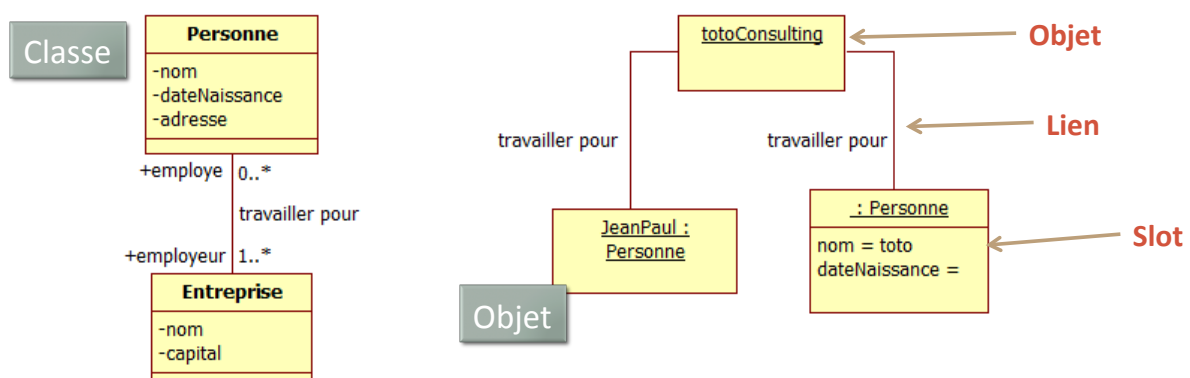 Classe
Personne
-nom
-dateNaissance
-adresse
+employe 0..*
travailler pour
+employeur 1..*
Entreprise
-nom
-capital
totoConsulting
Objet
travailler pour
travailler pour
Lien
JeanPaul :
Personne
: Personne
nom = toto
dateNaissance =
Slot
Objet